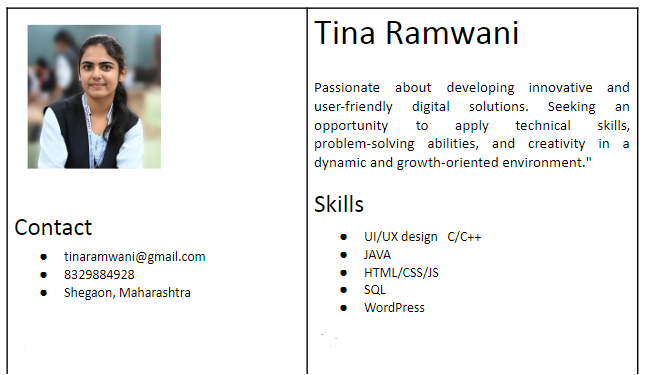 Tina Ramwani
Passionate about developing innovative and
user-friendly digital solutions. Seeking an
opportunity to apply technical skills,
problem-solving abilities, and creativity in a
dynamic and growth-oriented environment."
Skills
● UI/UX design C/C++
● JAVA
● HTML/CSS/JS
● SQL
● WordPress
Contact
● tinaramwani@gmail.com
● 8329884928
● Shegaon, Maharashtra